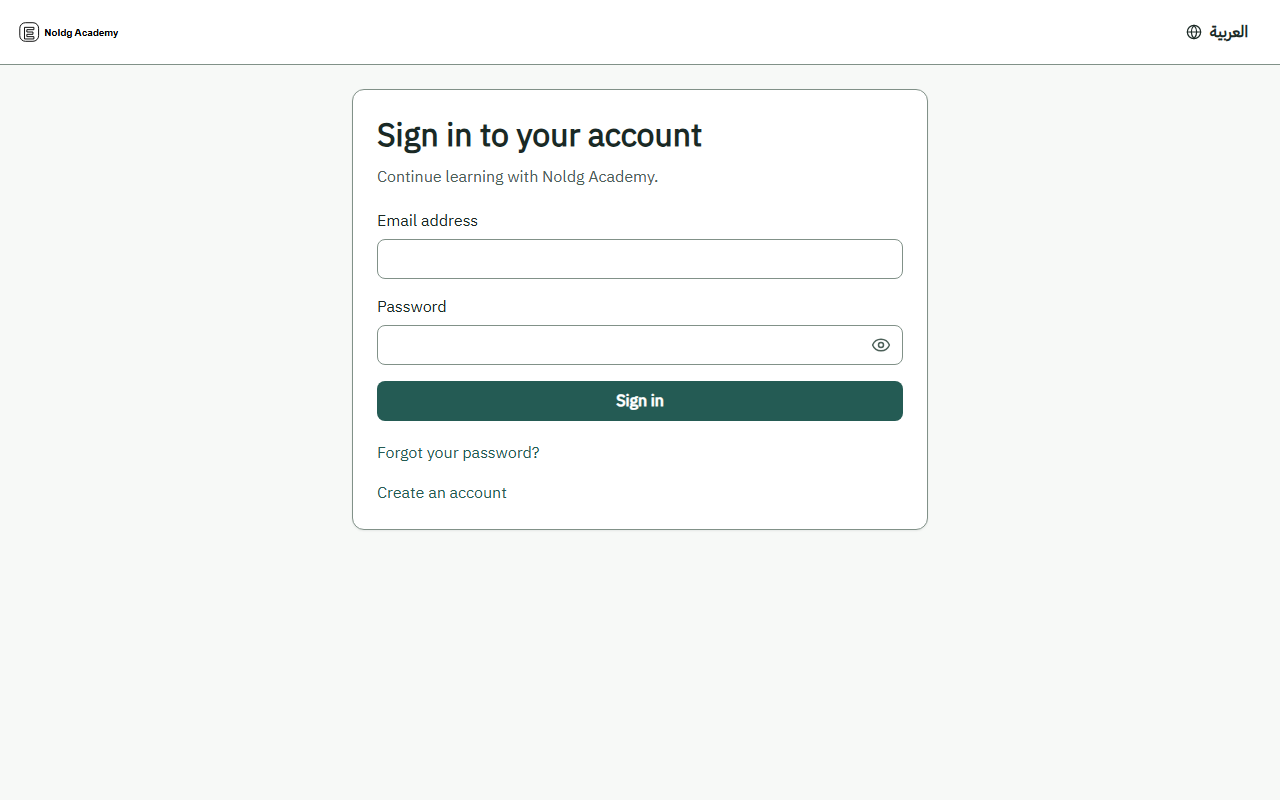 Noldg Academy
العربية
Sign in to your account
Continue learning with Noldg Academy.
Email address
Password
Sign in
Forgot your password?
Create an account